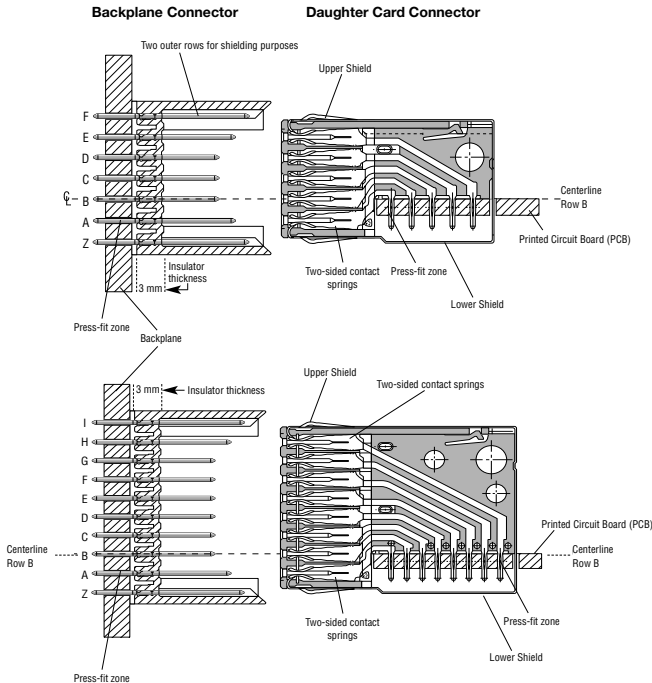 Backplane Connector
Daughter Card Connector
Two outer rows for shielding purposes
Upper Shield
F
E
D
C
℄ B
A
Z
Centerline
Row B
Printed Circuit Board (PCB)
Insulator
thickness
3 mm
Two-sided contact
springs
Press-fit zone
Lower Shield
Press-fit zone
Backplane
3 mm
Insulator thickness
Upper Shield
Two-sided contact springs
I
H
G
F
E
D
C
B
A
Z
Centerline
Row B
Printed Circuit Board (PCB)
Centerline
Row B
Two-sided contact
springs
Press-fit zone
Lower Shield
Press-fit zone